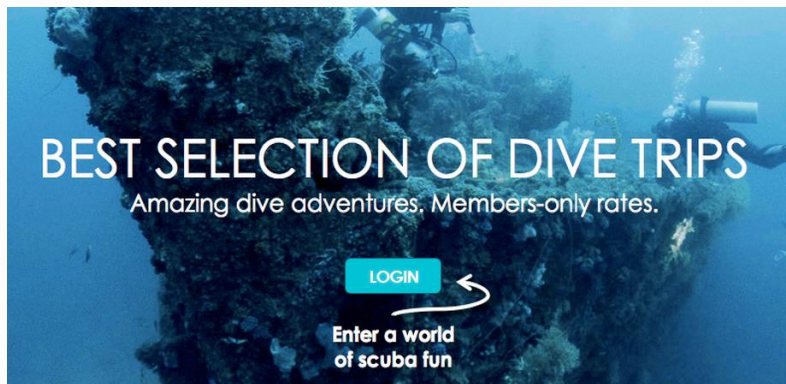 BEST SELECTION OF DIVE TRIPS
Amazing dive adventures. Members-only rates.
LOGIN
Enter a world
of scuba fun